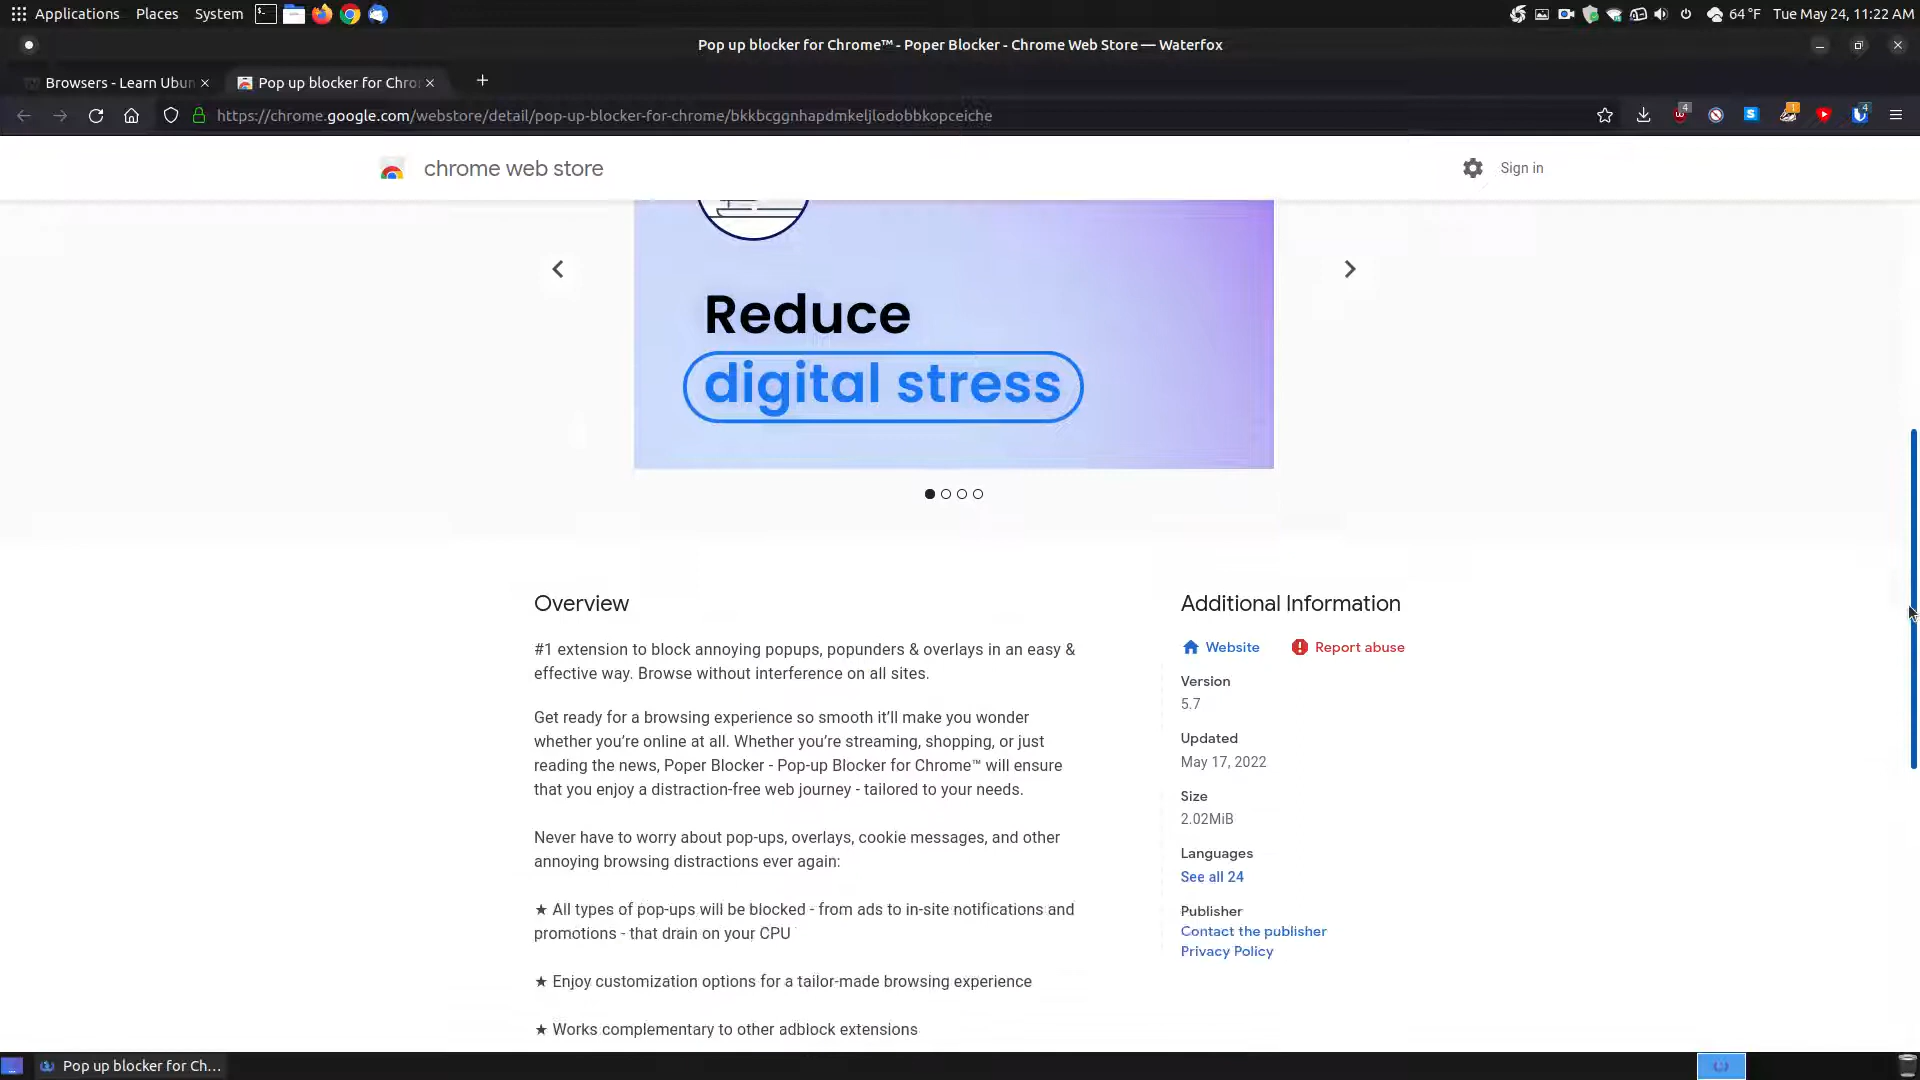 Applications Places System 64 °F Tue May 24, 11:22 AM
Pop up blocker for Chrome™ - Poper Blocker - Chrome Web Store — Waterfox
Browsers - Learn Ubun Pop up blocker for Chro
https://chrome.google.com/webstore/detail/pop-up-blocker-for-chrome/bkkbcggnhapdmkeljlodobbkopceiche 4 S 1 4
chrome web store Sign in
Reduce
digital stress
Overview
#1 extension to block annoying popups, popunders & overlays in an easy &
effective way. Browse without interference on all sites.
Get ready for a browsing experience so smooth it’ll make you wonder
whether you’re online at all. Whether you’re streaming, shopping, or just
reading the news, Poper Blocker - Pop-up Blocker for Chrome™ will ensure
that you enjoy a distraction-free web journey - tailored to your needs.
Never have to worry about pop-ups, overlays, cookie messages, and other
annoying browsing distractions ever again:
★ All types of pop-ups will be blocked - from ads to in-site notifications and
promotions - that drain on your CPU
★ Enjoy customization options for a tailor-made browsing experience
★ Works complementary to other adblock extensions
Additional Information
Website Report abuse
Version
5.7
Updated
May 17, 2022
Size
2.02MiB
Languages
See all 24
Publisher
Contact the publisher
Privacy Policy
Pop up blocker for Ch...